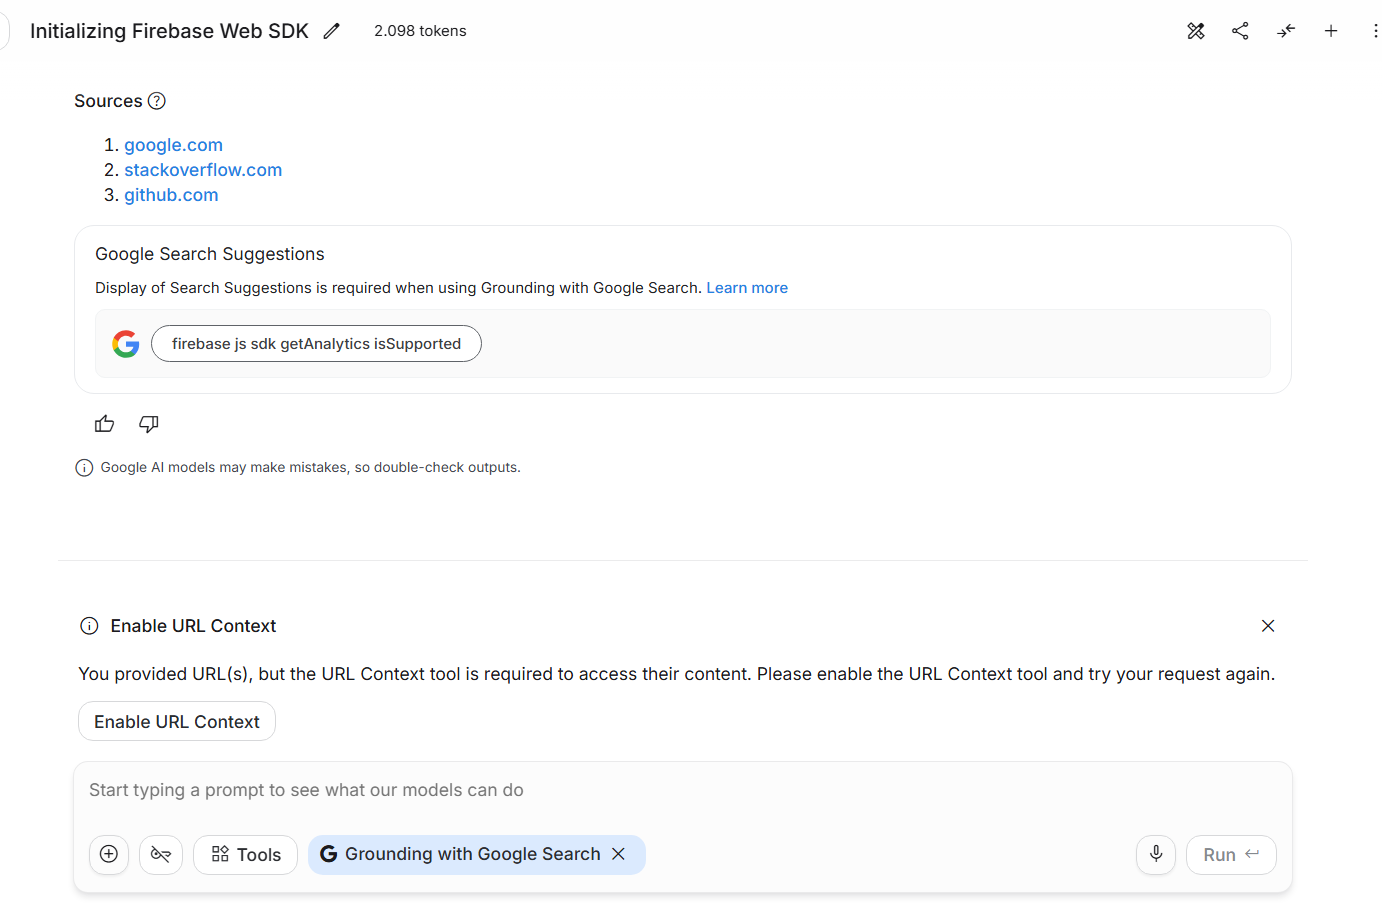 Initializing Firebase Web SDK
2.098 tokens
Sources
1. google.com
2. stackoverflow.com
3. github.com
Google Search Suggestions
Display of Search Suggestions is required when using Grounding with Google Search. Learn more
firebase js sdk getAnalytics isSupported
Google AI models may make mistakes, so double-check outputs.
Enable URL Context
You provided URL(s), but the URL Context tool is required to access their content. Please enable the URL Context tool and try your request again.
Enable URL Context
Start typing a prompt to see what our models can do
Tools
Grounding with Google Search
Run